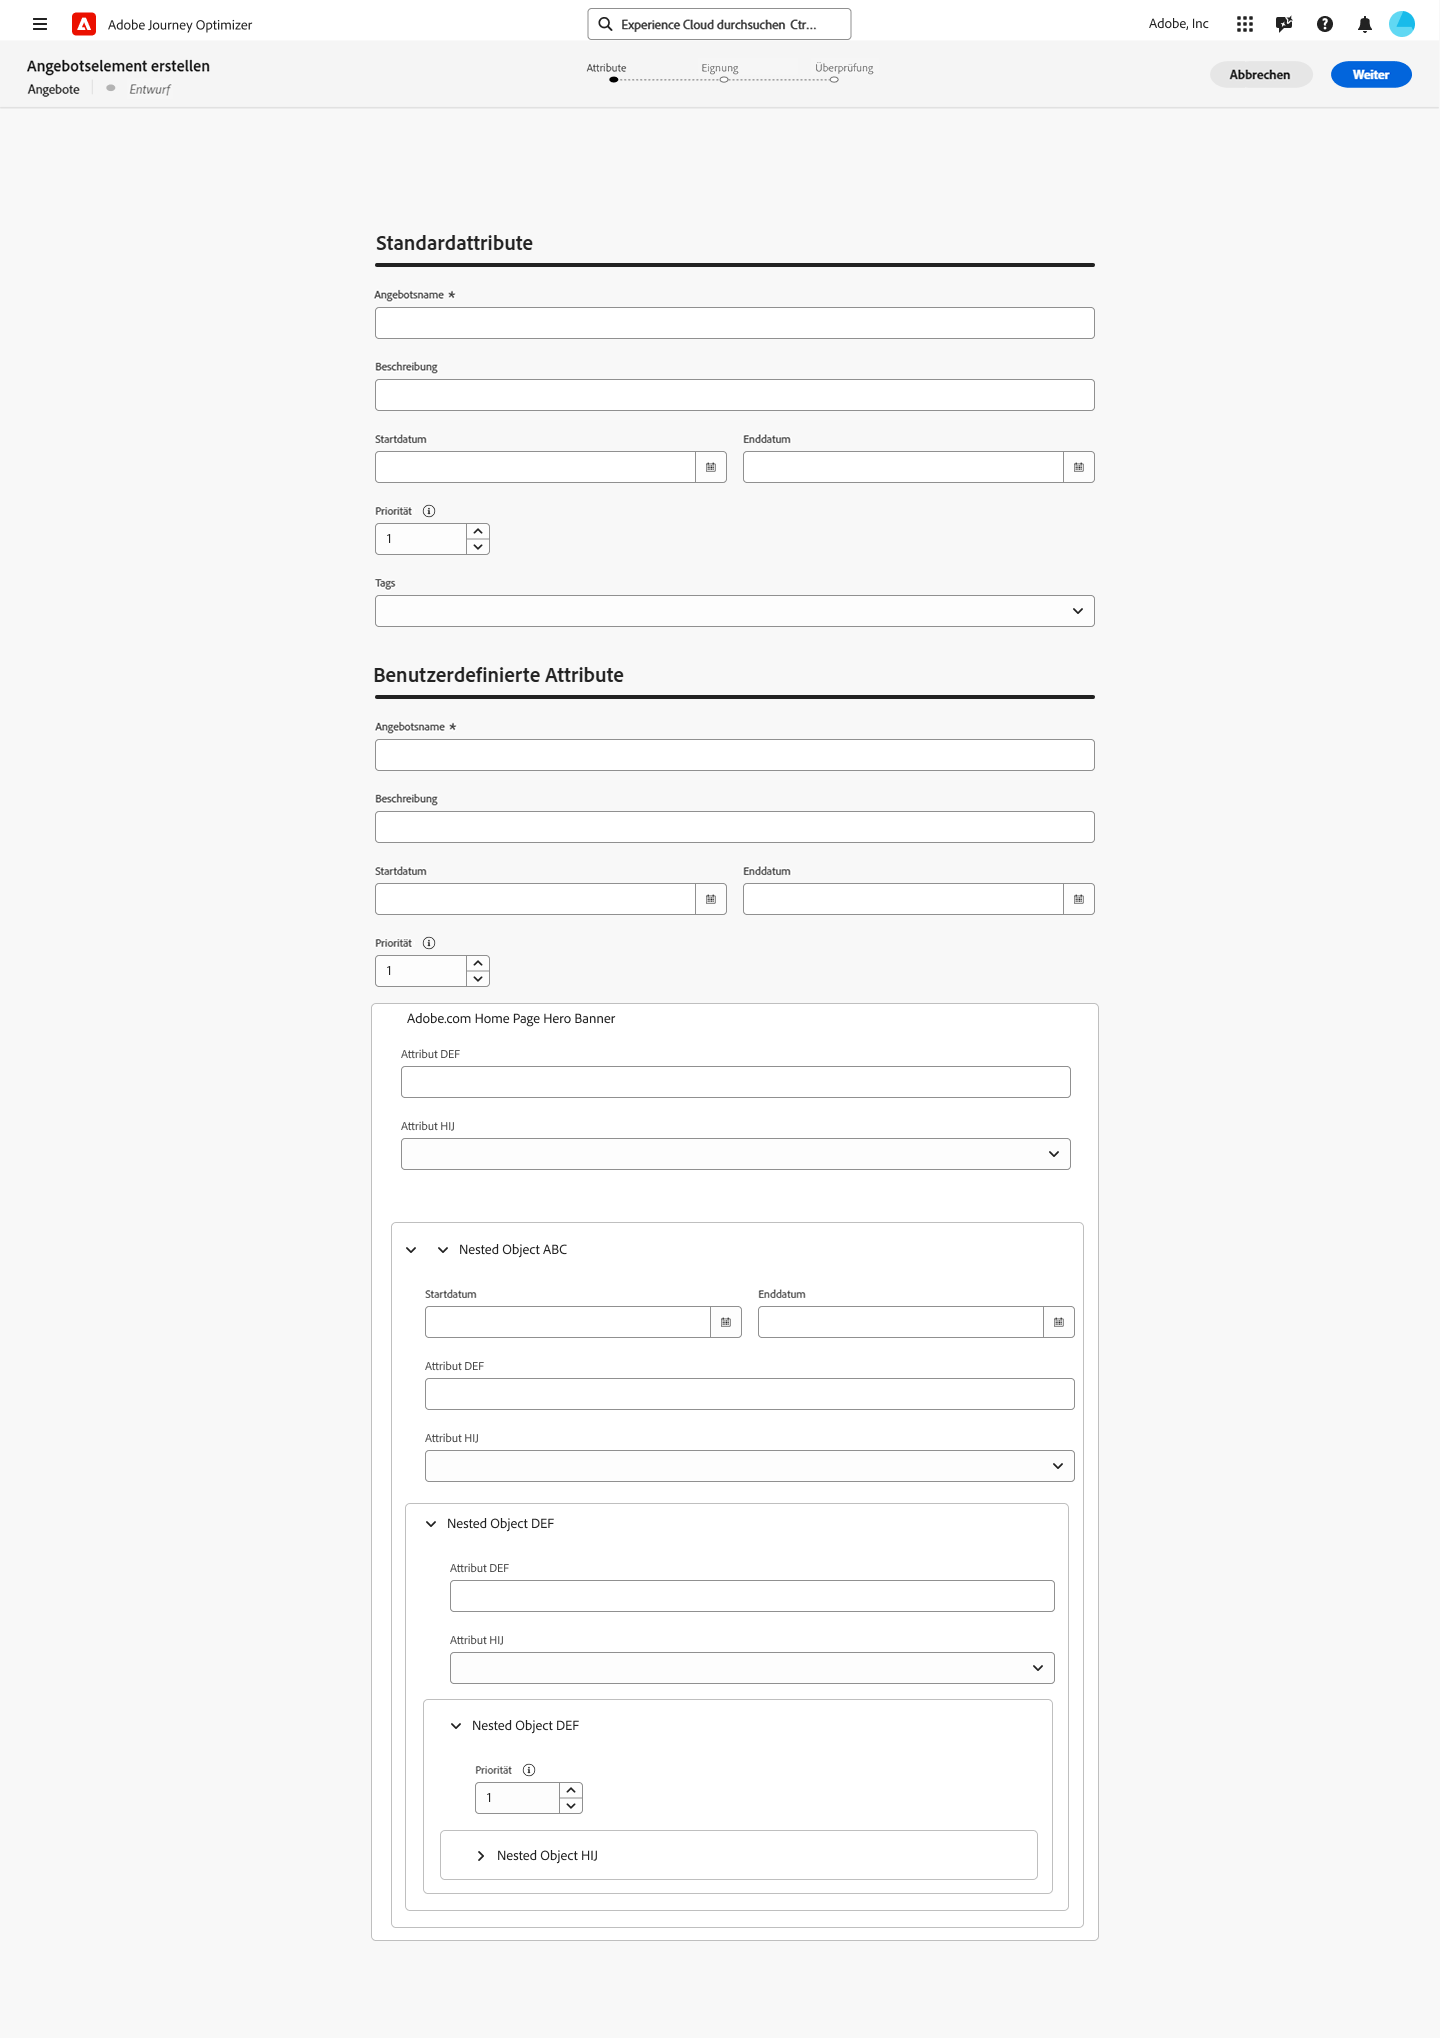 Adobe Journey Optimizer
Experience Cloud durchsuchen Ctr...
Adobe, Inc
Angebotselement erstellen
Angebote
Entwurf
Attribute
Eignung
Überprüfung
Abbrechen
Weiter
Standardattribute
Angebotsname *
Beschreibung
Startdatum
Enddatum
Priorität
1
Tags
Benutzerdefinierte Attribute
Angebotsname *
Beschreibung
Startdatum
Enddatum
Priorität
1
Adobe.com Home Page Hero Banner
Attribut DEF
Attribut HIJ
Nested Object ABC
Startdatum
Enddatum
Attribut DEF
Attribut HIJ
Nested Object DEF
Attribut DEF
Attribut HIJ
Nested Object DEF
Priorität
1
Nested Object HIJ